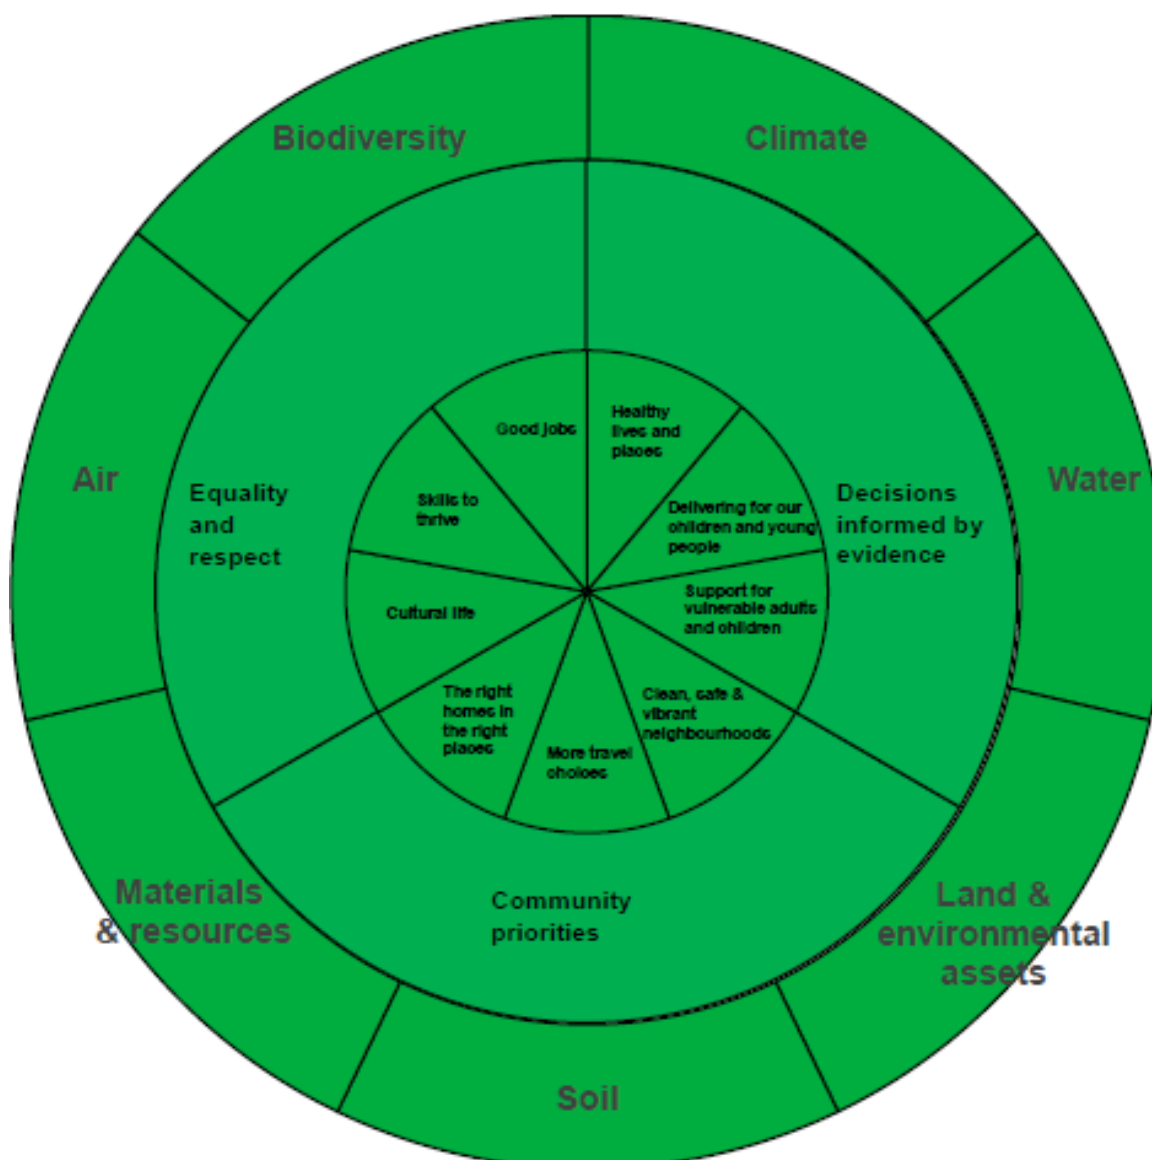 Biodiversity
Climate
Air
Water
Equality
and
respect
Decisions
informed by
evidence
Good jobs
Healthy
lives and
places
Skills to
thrive
Delivering for our
children and young
people
Cultural life
Support for
vulnerable adults
and children
The right
homes in
the right
places
More travel
choices
Clean, safe &
vibrant
neighbourhoods
Community
priorities
Materials
& resources
Land &
environmental
assets
Soil